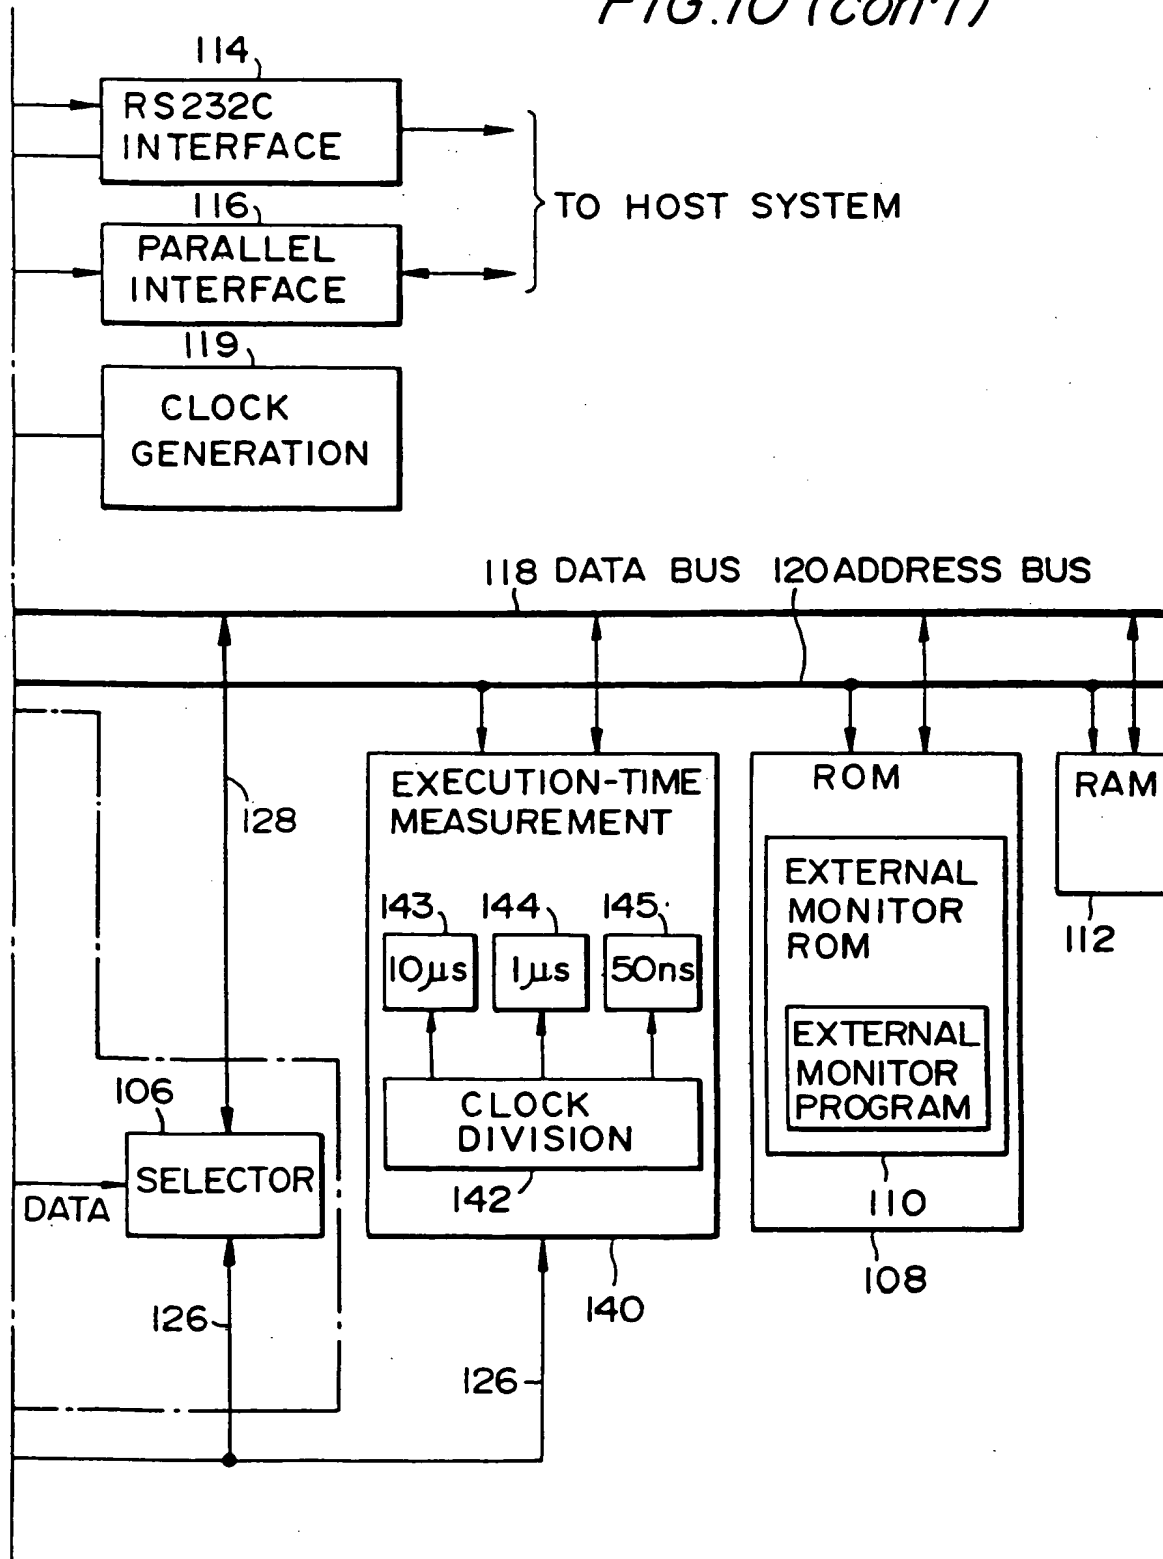 FIG.10 (con't)
114
RS232C
INTERFACE
116
PARALLEL
INTERFACE
TO HOST SYSTEM
119
CLOCK
GENERATION
118 DATA BUS 120 ADDRESS BUS
128
EXECUTION-TIME
MEASUREMENT
143 144 145
10μs 1μs 50ns
CLOCK
DIVISION
142
140
ROM
EXTERNAL
MONITOR
ROM
EXTERNAL
MONITOR
PROGRAM
110
108
RAM
112
106
SELECTOR
DATA
126
126